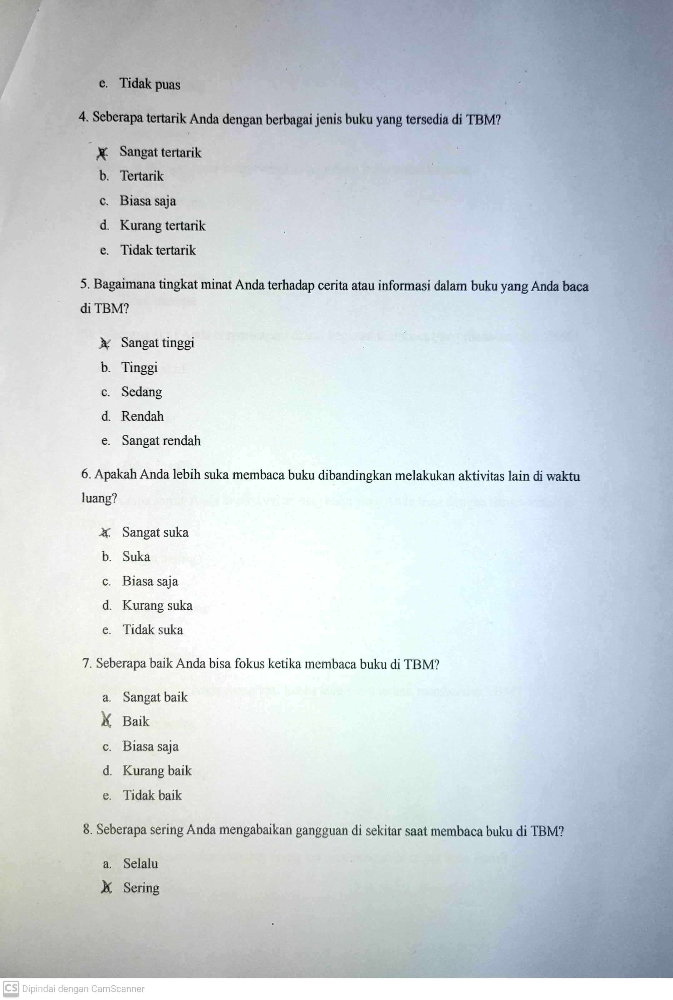 e. Tidak puas
4. Seberapa tertarik Anda dengan berbagai jenis buku yang tersedia di TBM?
a. Sangat tertarik
b. Tertarik
c. Biasa saja
d. Kurang tertarik
e. Tidak tertarik
5. Bagaimana tingkat minat Anda terhadap cerita atau informasi dalam buku yang Anda baca
di TBM?
a. Sangat tinggi
b. Tinggi
c. Sedang
d. Rendah
e. Sangat rendah
6. Apakah Anda lebih suka membaca buku dibandingkan melakukan aktivitas lain di waktu
luang?
a. Sangat suka
b. Suka
c. Biasa saja
d. Kurang suka
e. Tidak suka
7. Seberapa baik Anda bisa fokus ketika membaca buku di TBM?
a. Sangat baik
b. Baik
c. Biasa saja
d. Kurang baik
e. Tidak baik
8. Seberapa sering Anda mengabaikan gangguan di sekitar saat membaca buku di TBM?
a. Selalu
b. Sering
CS Dipindai dengan CamScanner